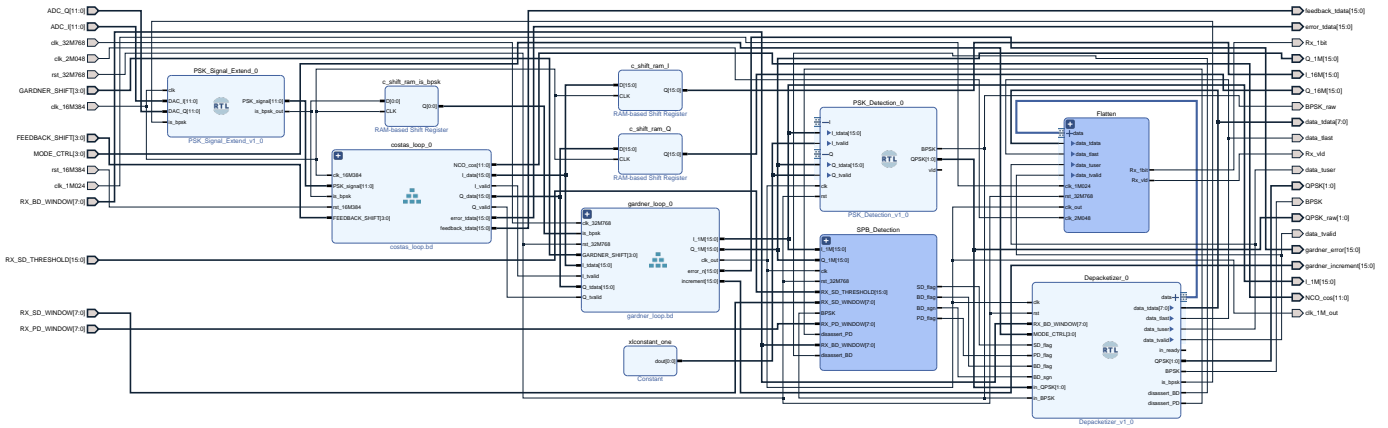 ADC_Q[11:0]
ADC_I[11:0]
clk_32M768
clk_2M048
rst_32M768
GARDNER_SHIFT[3:0]
clk_16M384
FEEDBACK_SHIFT[3:0]
MODE_CTRL[3:0]
rst_16M384
clk_1M024
RX_BD_WINDOW[7:0]
RX_SD_THRESHOLD[15:0]
RX_SD_WINDOW[7:0]
RX_PD_WINDOW[7:0]
PSK_Signal_Extend_0
clk
DAC_I[11:0]
DAC_Q[11:0]
is_bpsk
PSK_signal[11:0]
is_bpsk_out
RTL
PSK_Signal_Extend_v1_0
c_shift_ram_is_bpsk
D[0:0]
CLK
Q[0:0]
RAM-based Shift Register
costas_loop_0
clk_16M384
PSK_signal[11:0]
is_bpsk
rst_16M384
FEEDBACK_SHIFT[3:0]
NCO_cos[11:0]
I_data[15:0]
I_valid
Q_data[15:0]
Q_valid
error_tdata[15:0]
feedback_tdata[15:0]
costas_loop.bd
c_shift_ram_I
D[15:0]
CLK
Q[15:0]
RAM-based Shift Register
c_shift_ram_Q
D[15:0]
CLK
Q[15:0]
RAM-based Shift Register
gardner_loop_0
clk_32M768
is_bpsk
rst_32M768
GARDNER_SHIFT[3:0]
I_tdata[15:0]
I_tvalid
Q_tdata[15:0]
Q_tvalid
I_1M[15:0]
Q_1M[15:0]
clk_out
error_n[15:0]
increment[15:0]
gardner_loop.bd
xlconstant_one
dout[0:0]
Constant
PSK_Detection_0
I
I_tdata[15:0]
I_tvalid
Q
Q_tdata[15:0]
Q_tvalid
clk
rst
BPSK
QPSK[1:0]
vld
RTL
PSK_Detection_v1_0
SPB_Detection
I_1M[15:0]
Q_1M[15:0]
clk
rst_32M768
RX_SD_THRESHOLD[15:0]
RX_SD_WINDOW[7:0]
BPSK
RX_PD_WINDOW[7:0]
disassert_PD
RX_BD_WINDOW[7:0]
disassert_BD
SD_flag
BD_flag
BD_sgn
PD_flag
Flatten
data
data_tdata
data_tlast
data_tuser
data_tvalid
clk_1M024
rst_32M768
clk_out
clk_2M048
Rx_1bit
Rx_vld
Depacketizer_0
clk
rst
RX_BD_WINDOW[7:0]
MODE_CTRL[3:0]
SD_flag
PD_flag
BD_flag
BD_sgn
in_QPSK[1:0]
in_BPSK
data
data_tdata[7:0]
data_tlast
data_tuser
data_tvalid
in_ready
QPSK[1:0]
BPSK
is_bpsk
disassert_BD
disassert_PD
RTL
Depacketizer_v1_0
feedback_tdata[15:0]
error_tdata[15:0]
Rx_1bit
Q_1M[15:0]
I_16M[15:0]
Q_16M[15:0]
BPSK_raw
data_tdata[7:0]
data_tlast
Rx_vld
data_tuser
QPSK[1:0]
BPSK
QPSK_raw[1:0]
data_tvalid
gardner_error[15:0]
gardner_increment[15:0]
I_1M[15:0]
NCO_cos[11:0]
clk_1M_out